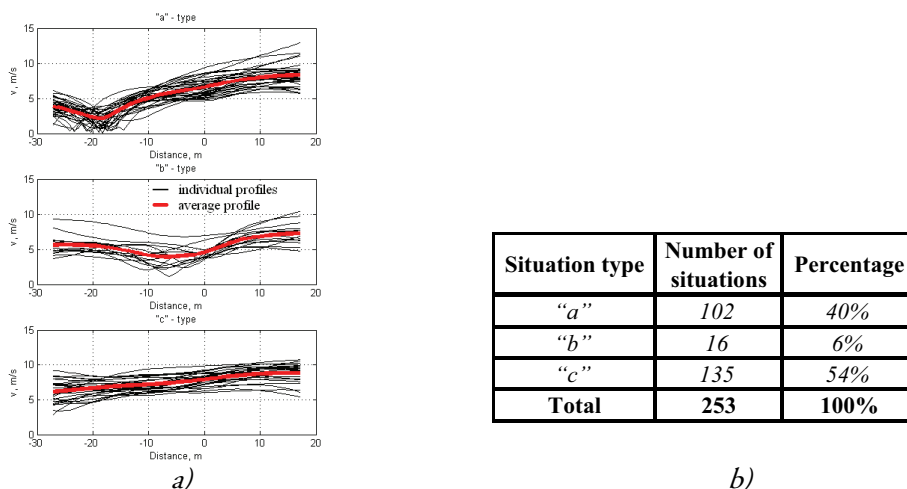 "a" - type
15
10
5
0
v, m/s
-30 -20 -10 0 10 20
Distance, m
"b" - type
15
10
5
0
v, m/s
individual profiles
average profile
-30 -20 -10 0 10 20
Distance, m
"c" - type
15
10
5
0
v, m/s
-30 -20 -10 0 10 20
Distance, m
a)
Situation type Number of situations Percentage
“a” 102 40%
“b” 16 6%
“c” 135 54%
Total 253 100%
b)